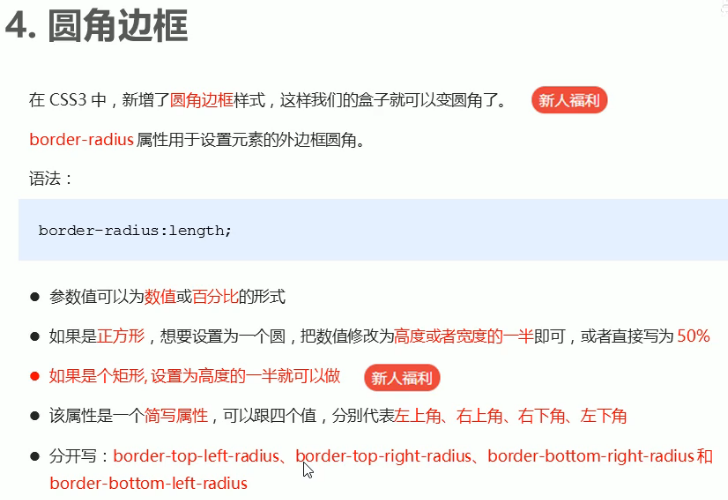 4. 圆角边框
在 CSS3 中，新增了圆角边框样式，这样我们的盒子就可以变圆角了。 新人福利
border-radius 属性用于设置元素的外边框圆角。
语法：
border-radius:length;
● 参数值可以为数值或百分比的形式
● 如果是正方形，想要设置为一个圆，把数值修改为高度或者宽度的一半即可，或者直接写为 50%
● 如果是个矩形, 设置为高度的一半就可以做 新人福利
● 该属性是一个简写属性，可以跟四个值，分别代表左上角、右上角、右下角、左下角
● 分开写：border-top-left-radius、border-top-right-radius、border-bottom-right-radius 和
border-bottom-left-radius